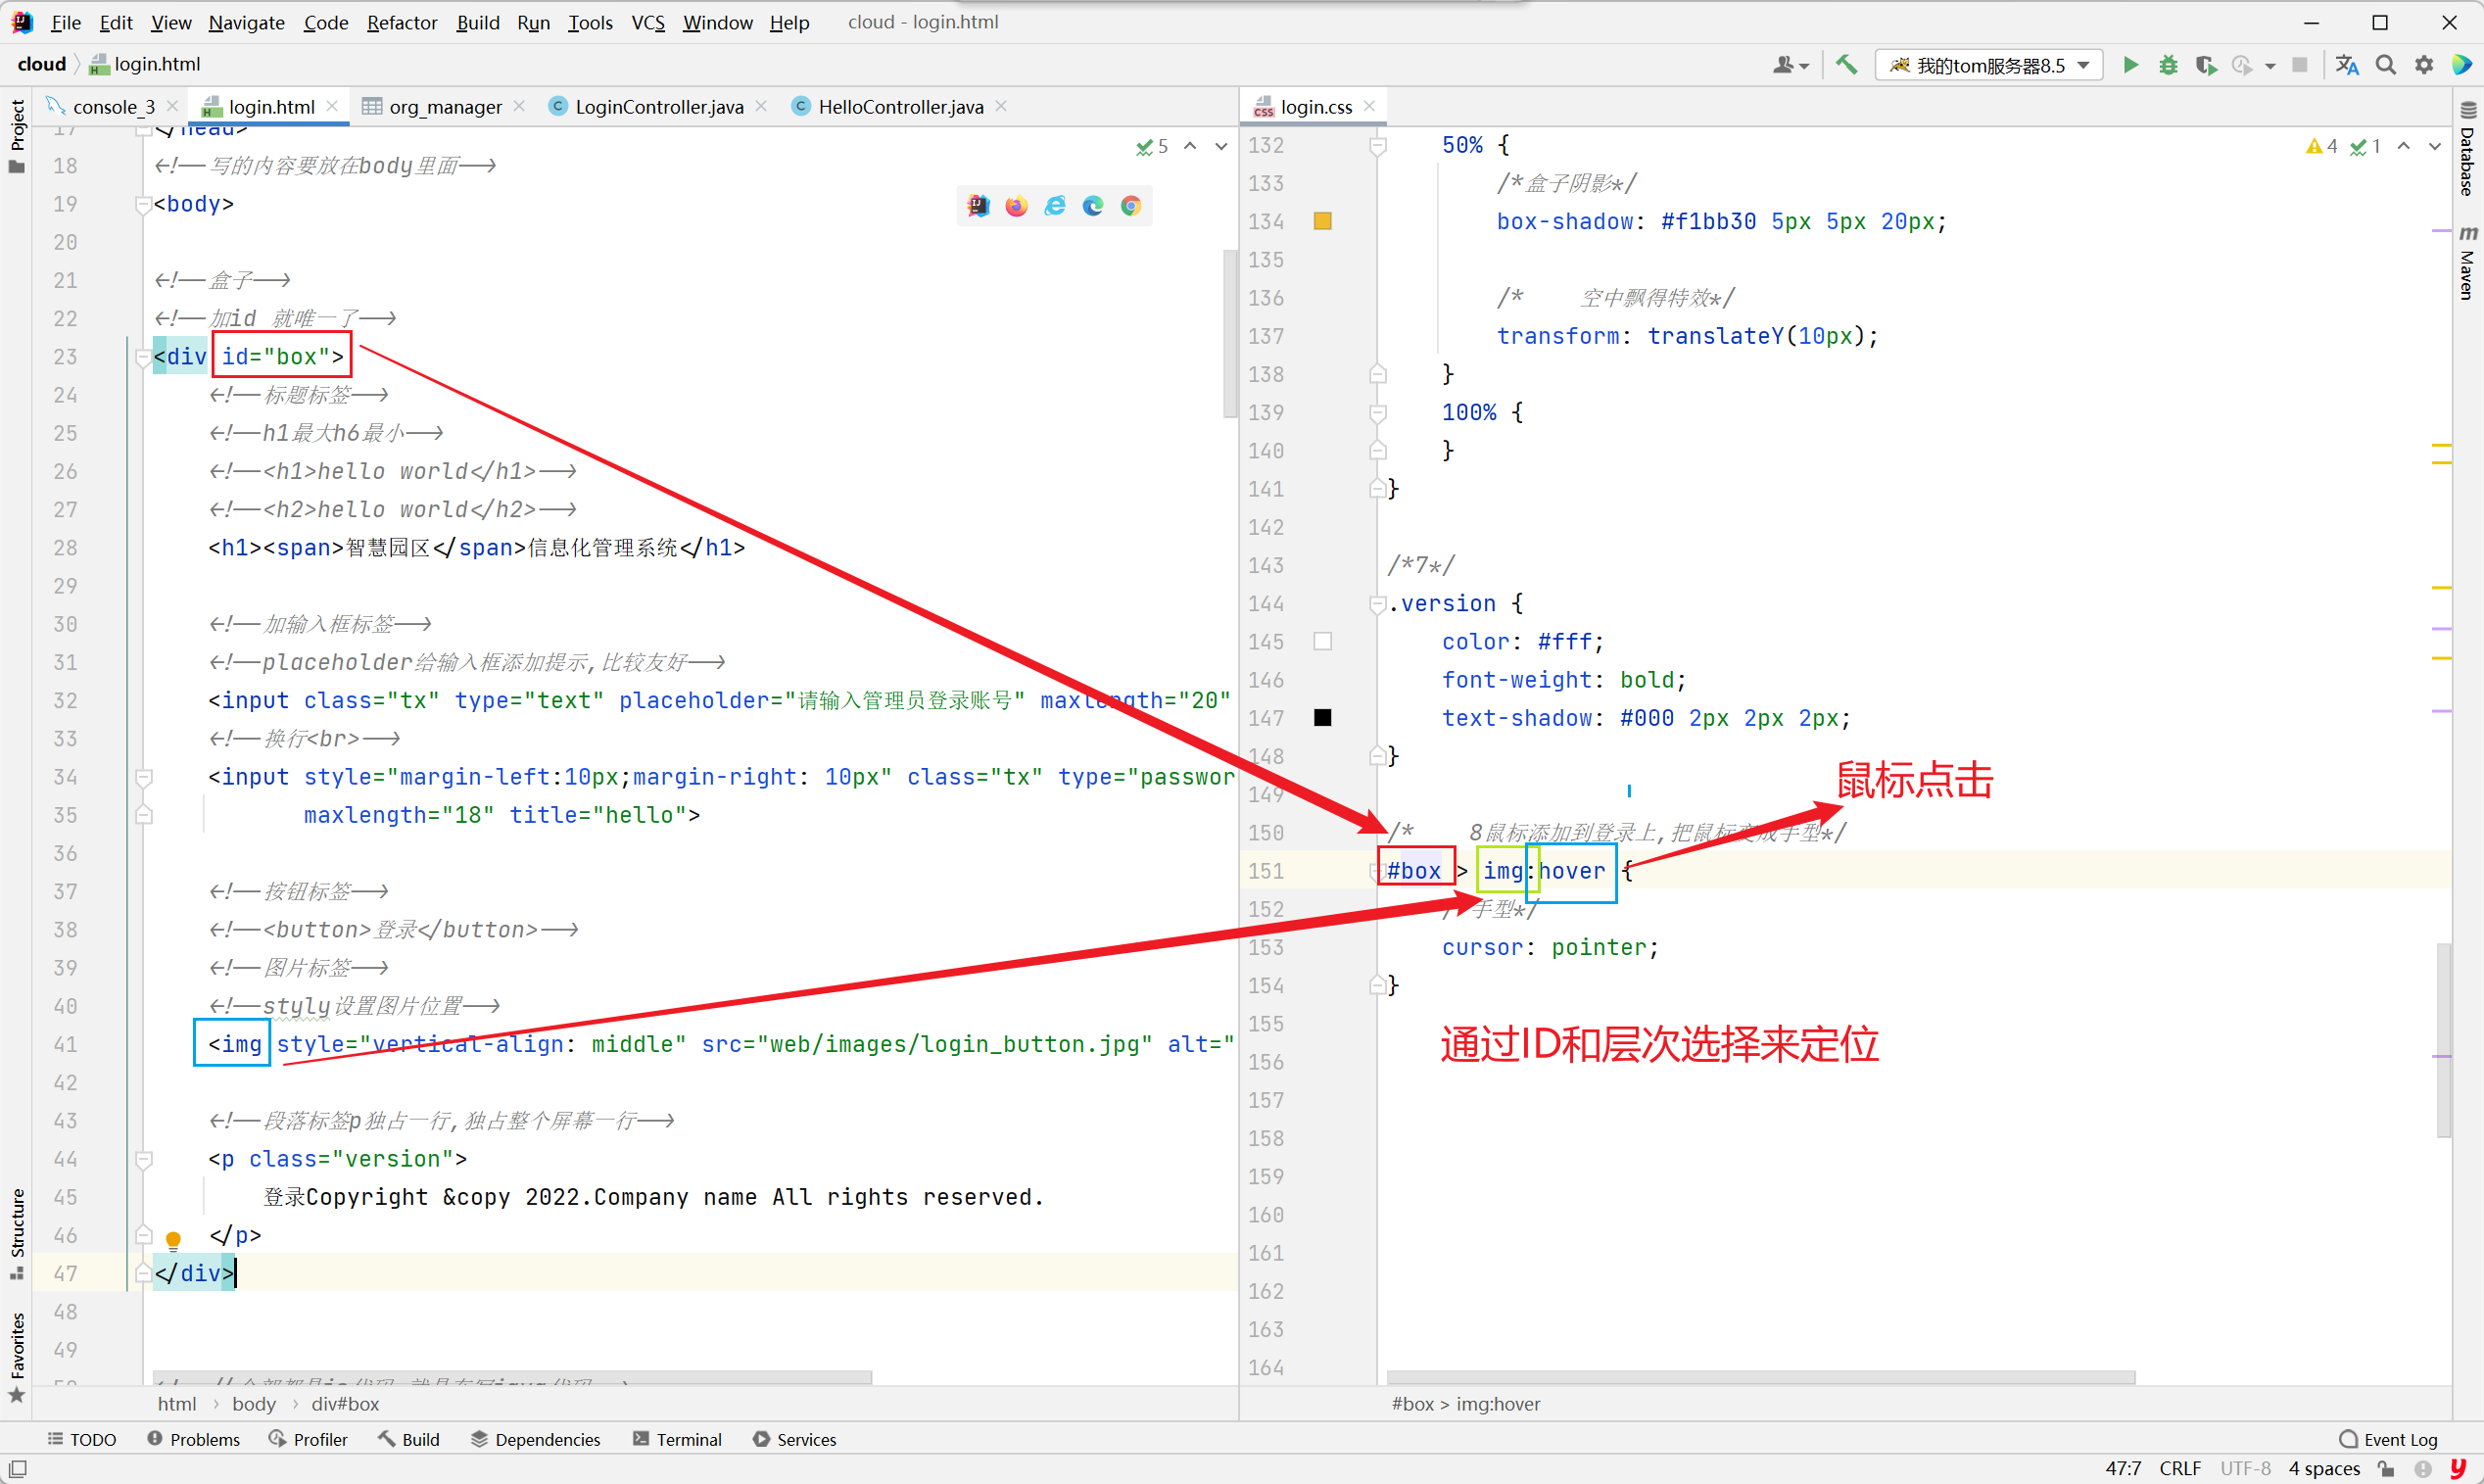 File Edit View Navigate Code Refactor Build Run Tools VCS Window Help cloud - login.html
cloud login.html
我的tom服务器8.5
console_3 login.html org_manager LoginController.java HelloController.java
login.css
Project
Structure
Favorites
Database
Maven
5
17 </head>
18 <!--写的内容要放在body里面-->
19 <body>
20
21 <!--盒子-->
22 <!--加id 就唯一了-->
23 <div id="box">
24 <!--标题标签-->
25 <!--h1最大h6最小-->
26 <!--<h1>hello world</h1>-->
27 <!--<h2>hello world</h2>-->
28 <h1><span>智慧园区</span>信息化管理系统</h1>
29
30 <!--加输入框标签-->
31 <!--placeholder给输入框添加提示,比较友好-->
32 <input class="tx" type="text" placeholder="请输入管理员登录账号" maxlength="20"
33 <!--换行<br>-->
34 <input style="margin-left:10px;margin-right: 10px" class="tx" type="passwor
35 maxlength="18" title="hello">
36
37 <!--按钮标签-->
38 <!--<button>登录</button>-->
39 <!--图片标签-->
40 <!--styly设置图片位置-->
41 <img style="vertical-align: middle" src="web/images/login_button.jpg" alt="
42
43 <!--段落标签p独占一行,独占整个屏幕一行-->
44 <p class="version">
45 登录Copyright &copy 2022.Company name All rights reserved.
46 </p>
47 </div>
48
49
html › body › div#box
4 1
132 50% {
133 /*盒子阴影*/
134 box-shadow: #f1bb30 5px 5px 20px;
135
136 /* 空中飘得特效*/
137 transform: translateY(10px);
138 }
139 100% {
140 }
141 }
142
143 /*7*/
144 .version {
145 color: #fff;
146 font-weight: bold;
147 text-shadow: #000 2px 2px 2px;
148 }
149
鼠标点击
150 /* 8鼠标添加到登录上,把鼠标变成手型*/
151 #box > img:hover {
152 /*手型*/
153 cursor: pointer;
154 }
155
通过ID和层次选择来定位
156
157
158
159
160
161
162
163
164
#box > img:hover
TODO Problems Profiler Build Dependencies Terminal Services Event Log
47:7 CRLF UTF-8 4 spaces